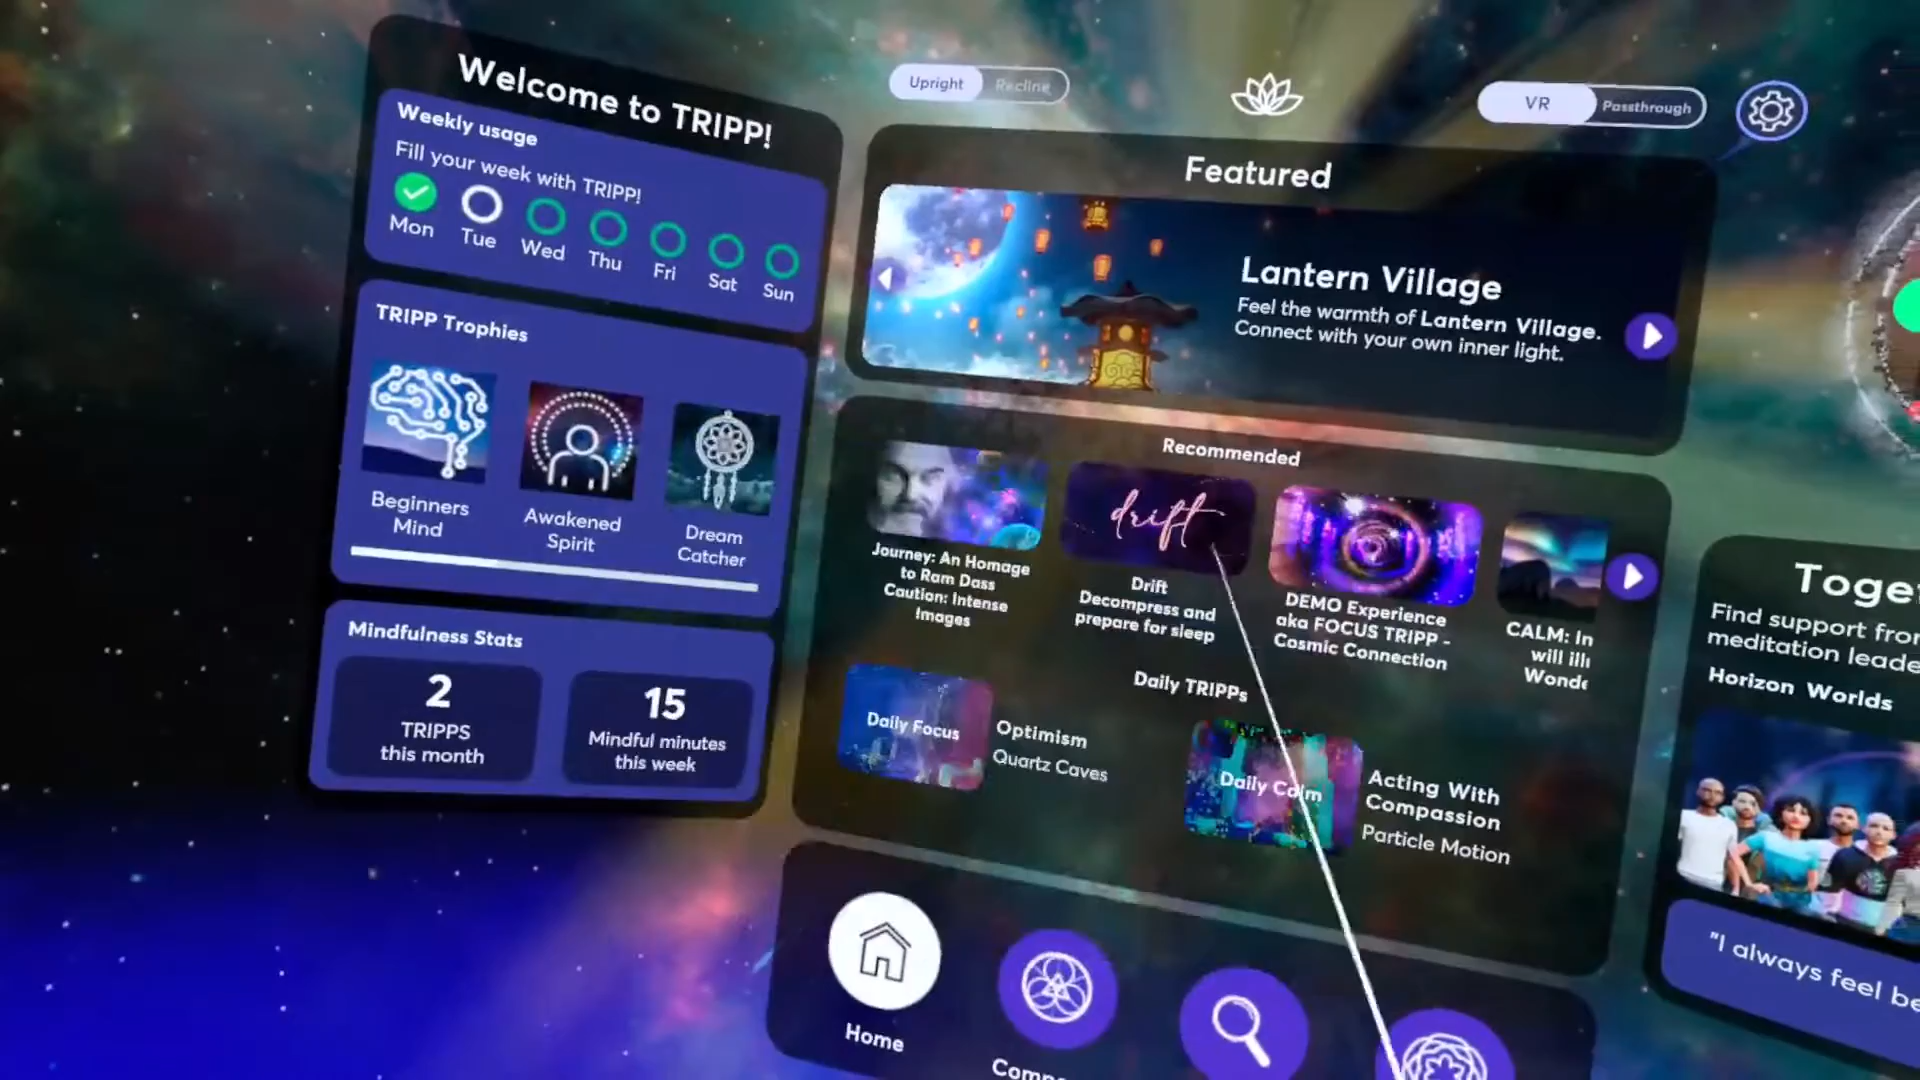 Welcome to TRIPP!
Weekly usage
Fill your week with TRIPP!
Mon
Tue
Wed
Thu
Fri
Sat
Sun
TRIPP Trophies
Beginners
Mind
Awakened
Spirit
Dream
Catcher
Mindfulness Stats
2
TRIPPS
this month
15
Mindful minutes
this week
Upright
Recline
VR
Passthrough
Featured
Lantern Village
Feel the warmth of Lantern Village.
Connect with your own inner light.
Recommended
drift
Journey: An Homage
to Ram Dass
Caution: Intense
Images
Drift
Decompress and
prepare for sleep
DEMO Experience
aka FOCUS TRIPP -
Cosmic Connection
CALM: In
will
Daily TRIPPs
Daily Focus
Optimism
Quartz Caves
Daily Calm
Acting With
Compassion
Particle Motion
Home
Find support
meditation
Horizon Worlds
"I always feel